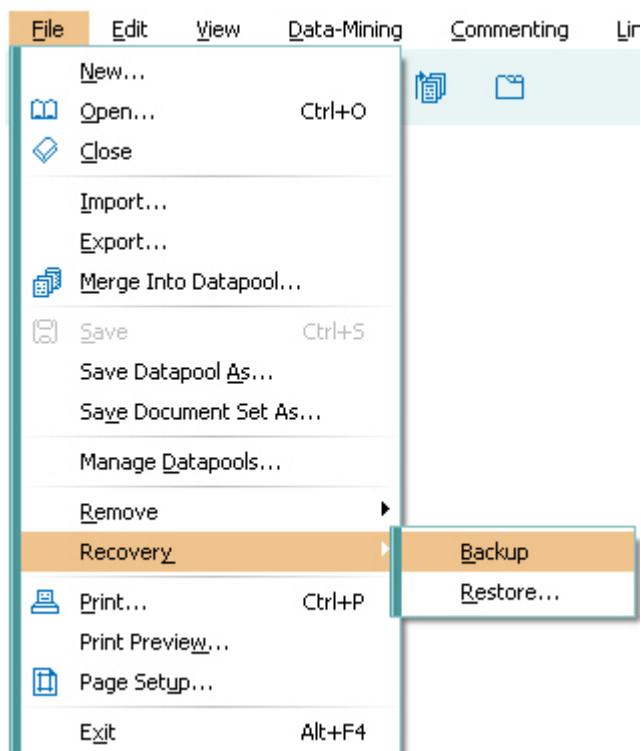 File Edit View Data-Mining Commenting
New...
Open... Ctrl+O
Close
Import...
Export...
Merge Into Datapool...
Save Ctrl+S
Save Datapool As...
Save Document Set As...
Manage Datapools...
Remove
Recovery Backup
Restore...
Print... Ctrl+P
Print Preview...
Page Setup...
Exit Alt+F4